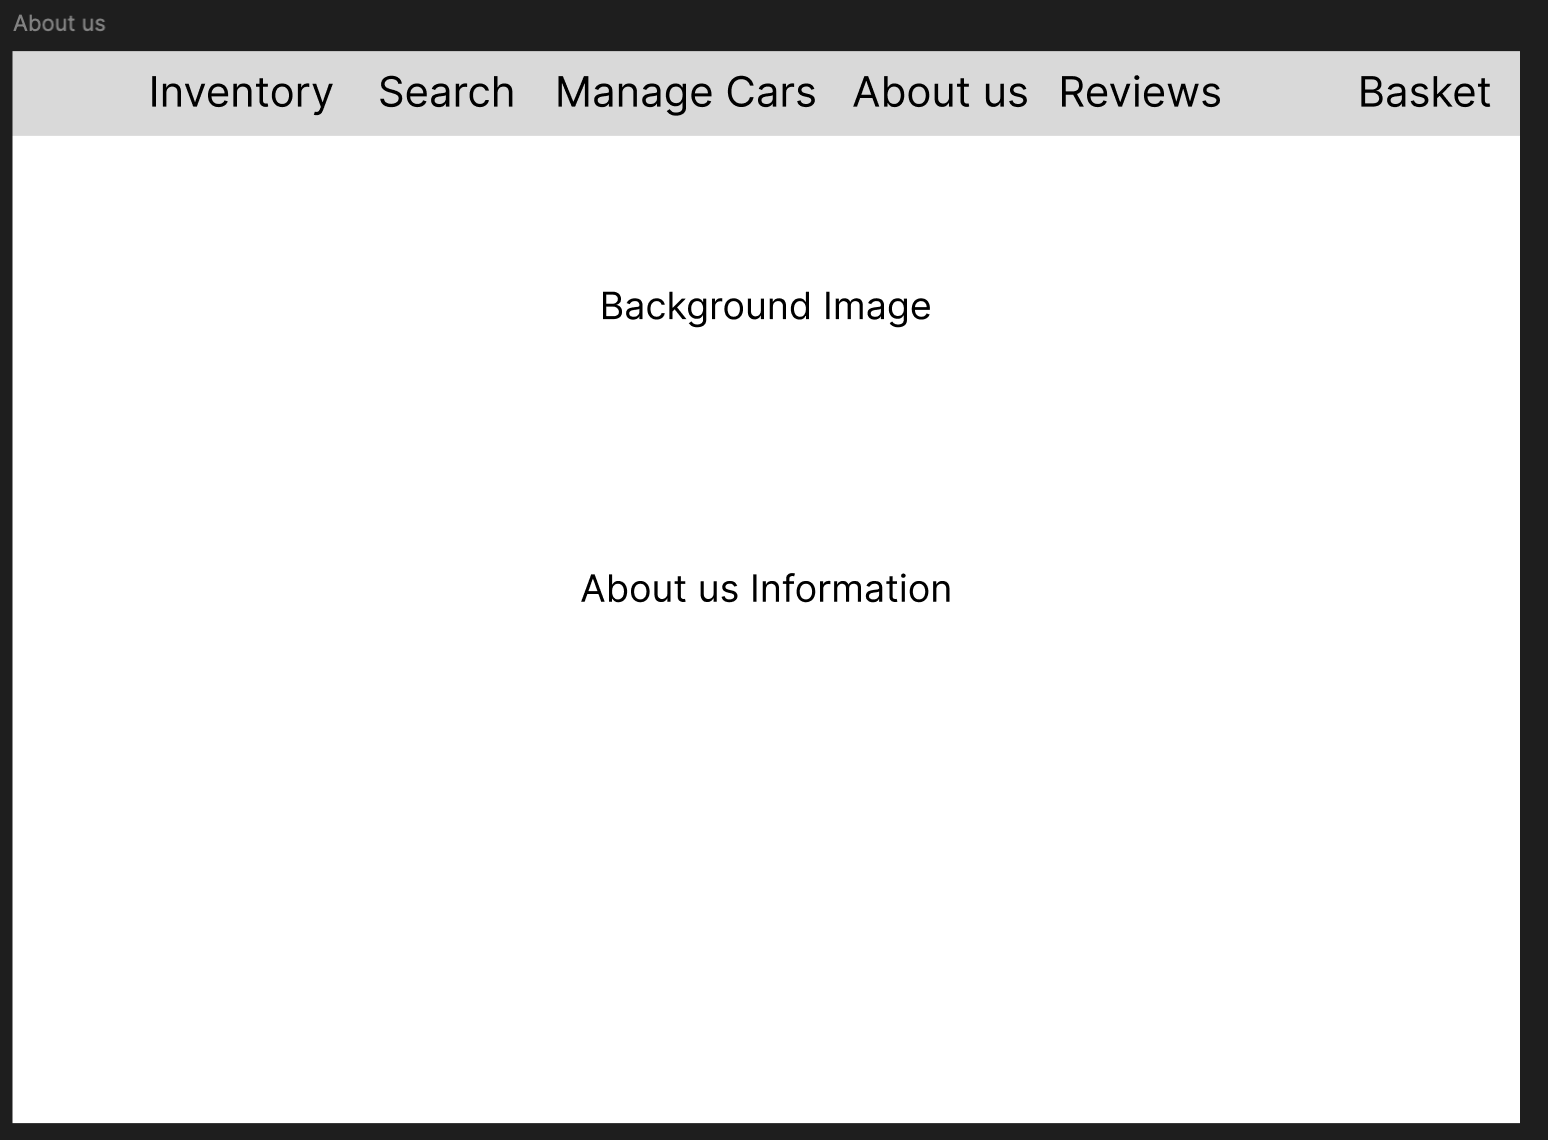 About us
Inventory Search Manage Cars About us Reviews Basket
Background Image
About us Information